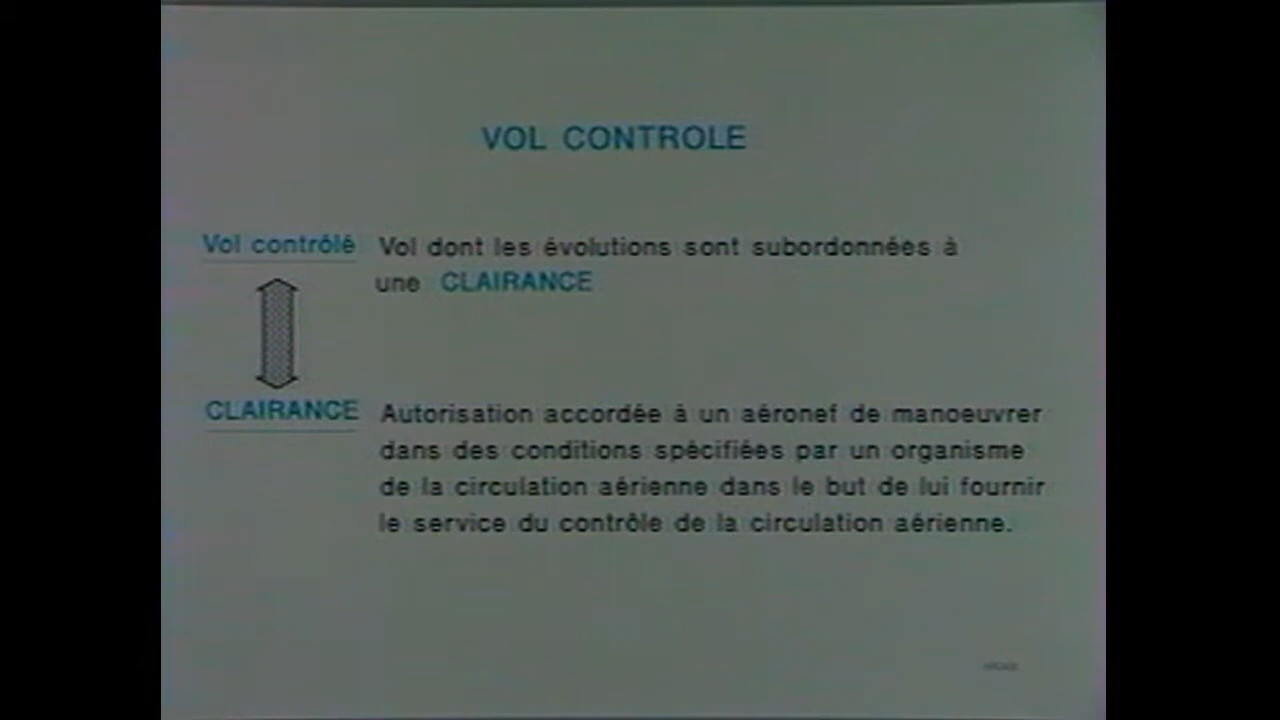 VOL CONTROLE
Vol contrôlé Vol dont les évolutions sont subordonnées à
une CLAIRANCE
CLAIRANCE Autorisation accordée à un aéronef de manoeuvrer
dans des conditions spécifiées par un organisme
de la circulation aérienne dans le but de lui fournir
le service du contrôle de la circulation aérienne.